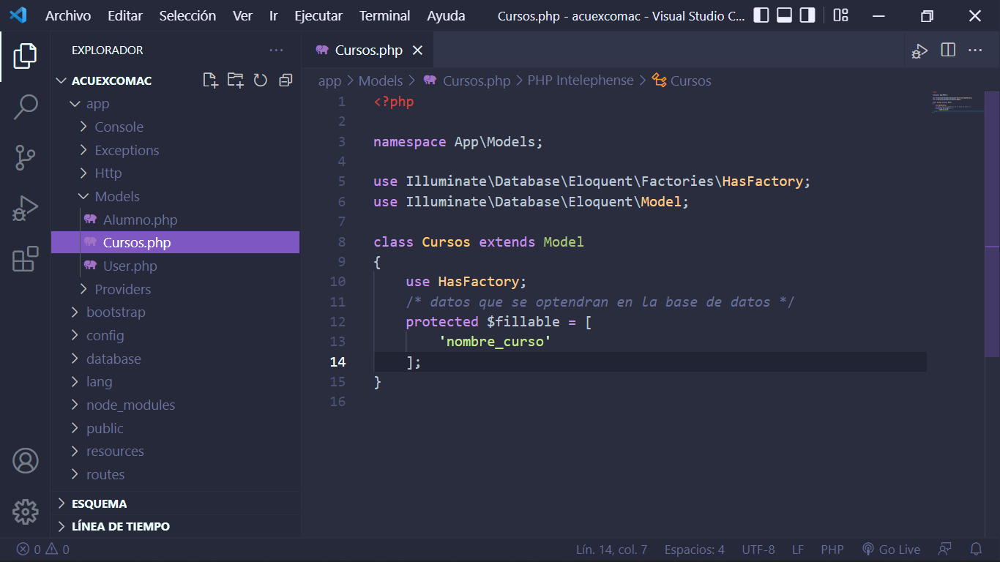 Archivo Editar Selección Ver Ir Ejecutar Terminal Ayuda Cursos.php - acuexcomac - Visual Studio C...
EXPLORADOR
ACUEXCOMAC
app
Console
Exceptions
Http
Models
Alumno.php
Cursos.php
User.php
Providers
bootstrap
config
database
lang
node_modules
public
resources
routes
ESQUEMA
LÍNEA DE TIEMPO
Cursos.php
app > Models > Cursos.php > PHP Intelephense > Cursos
1 <?php
2
3 namespace App\Models;
4
5 use Illuminate\Database\Eloquent\Factories\HasFactory;
6 use Illuminate\Database\Eloquent\Model;
7
8 class Cursos extends Model
9 {
10     use HasFactory;
11     /* datos que se optendran en la base de datos */
12     protected $fillable = [
13         'nombre_curso'
14     ];
15 }
16
0 0 Lín. 14, col. 7 Espacios: 4 UTF-8 LF PHP Go Live